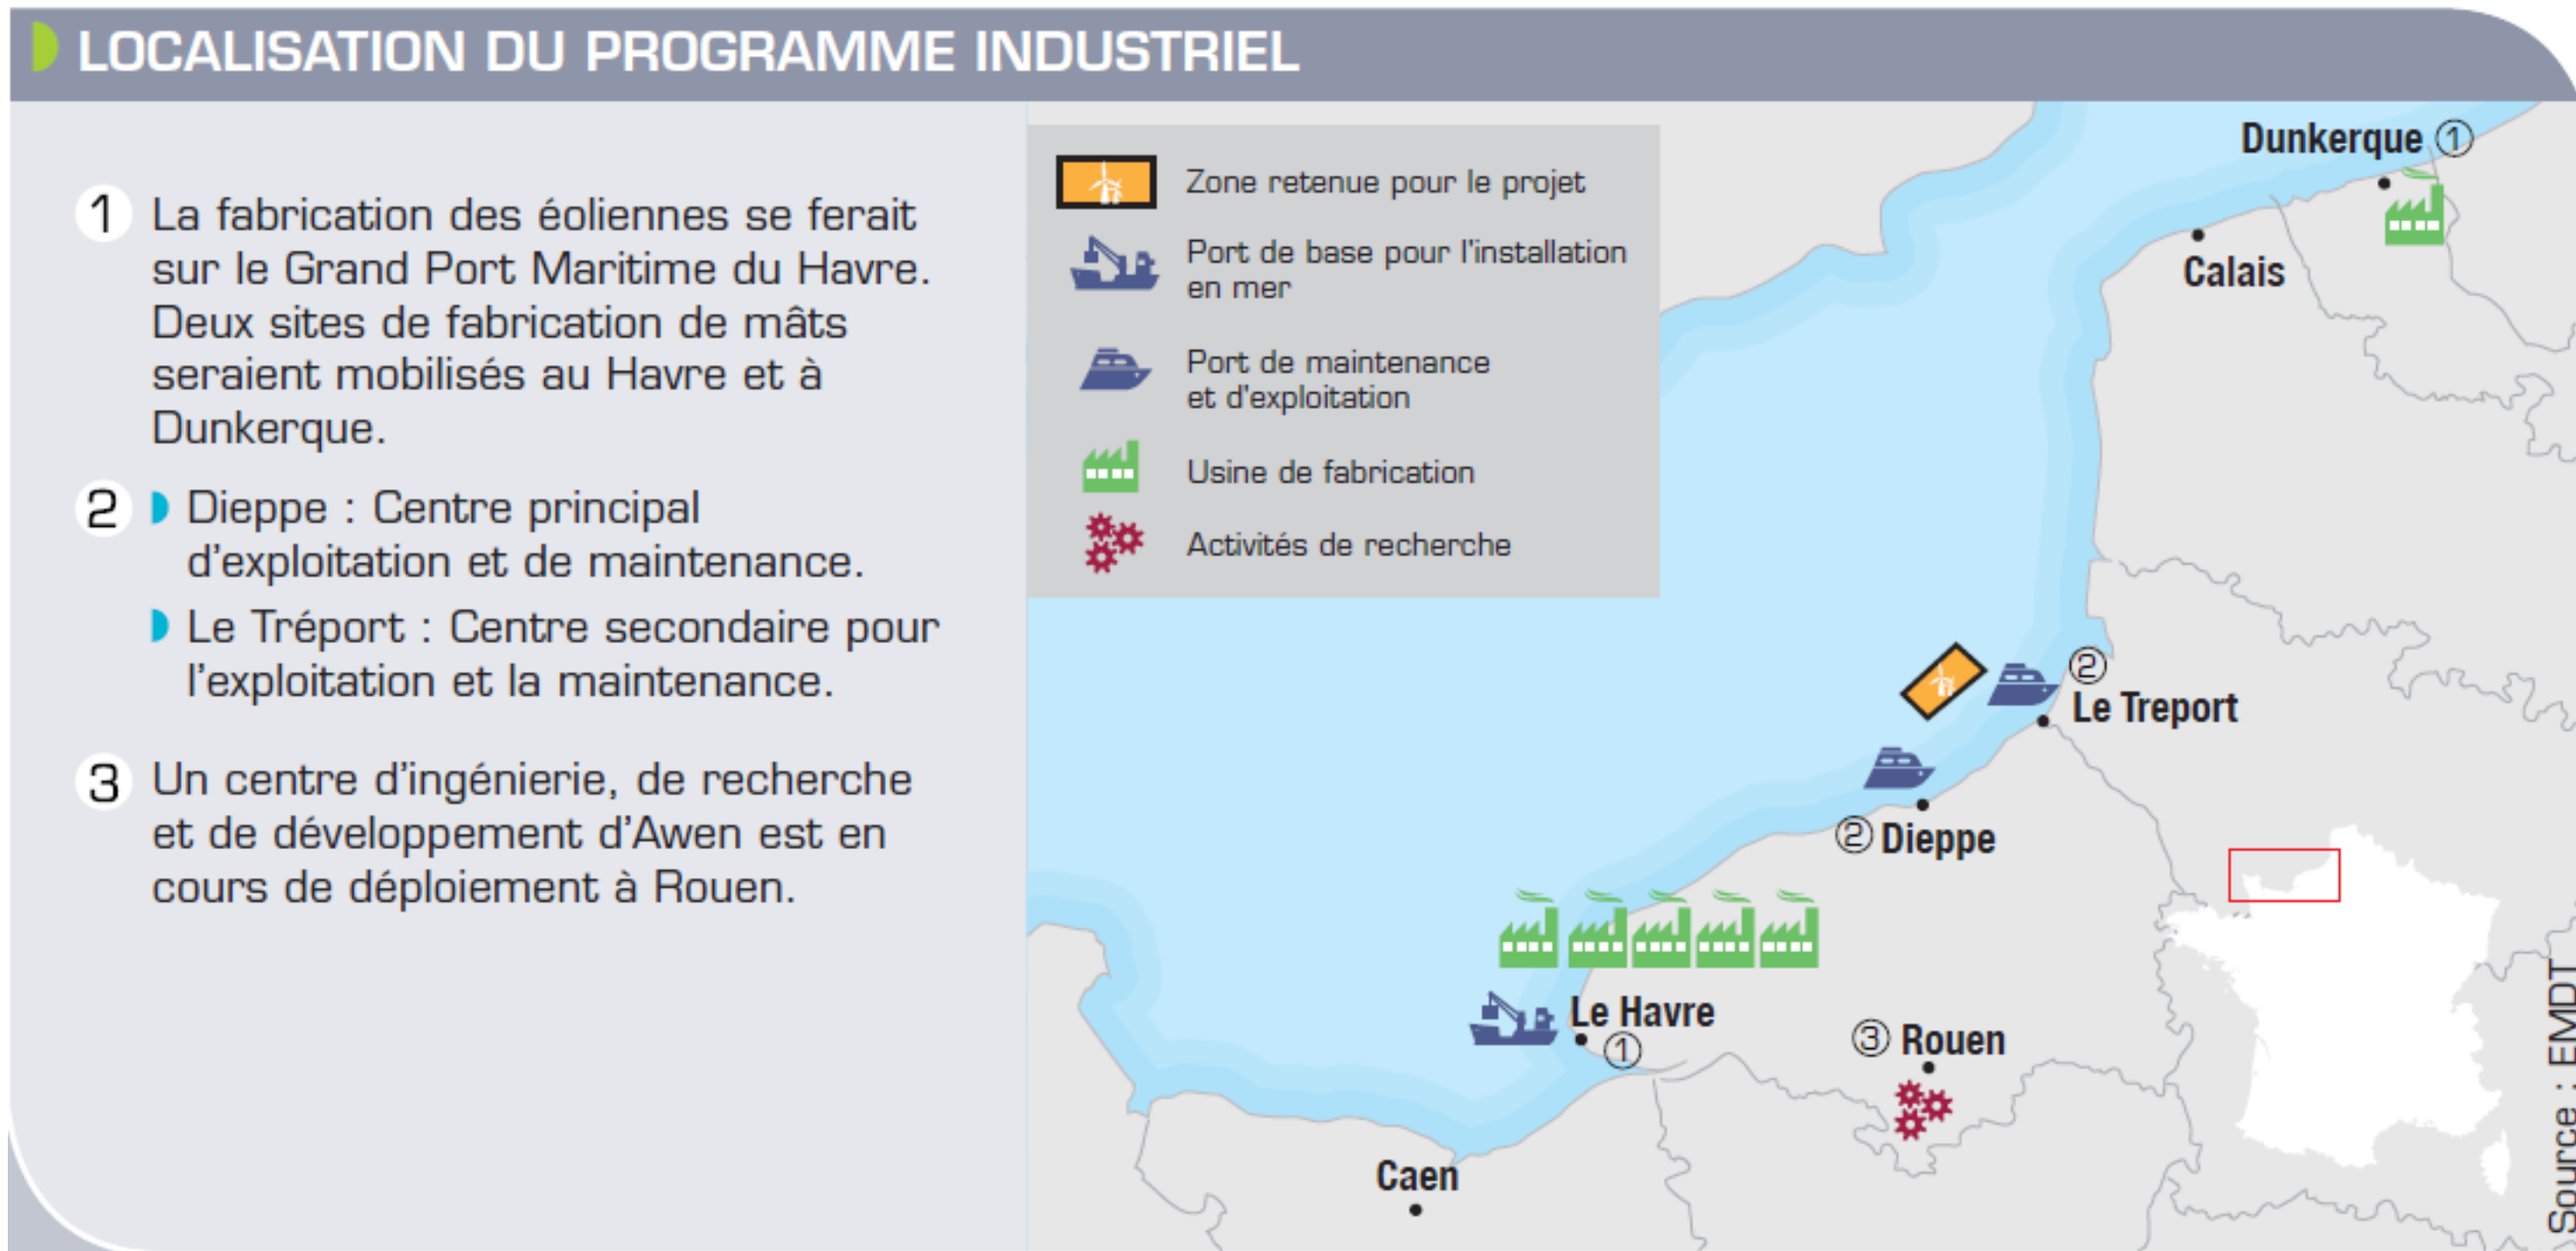 LOCALISATION DU PROGRAMME INDUSTRIEL
1 La fabrication des éoliennes se ferait
sur le Grand Port Maritime du Havre.
Deux sites de fabrication de mâts
seraient mobilisés au Havre et à
Dunkerque.
2 Dieppe : Centre principal
d'exploitation et de maintenance.
Le Tréport : Centre secondaire pour
l'exploitation et la maintenance.
3 Un centre d'ingénierie, de recherche
et de développement d'Awen est en
cours de déploiement à Rouen.
Zone retenue pour le projet
Port de base pour l'installation
en mer
Port de maintenance
et d'exploitation
Usine de fabrication
Activités de recherche
Dunkerque 1
Calais
2
Le Treport
2 Dieppe
Le Havre
1
3 Rouen
Caen
Source : EMDT